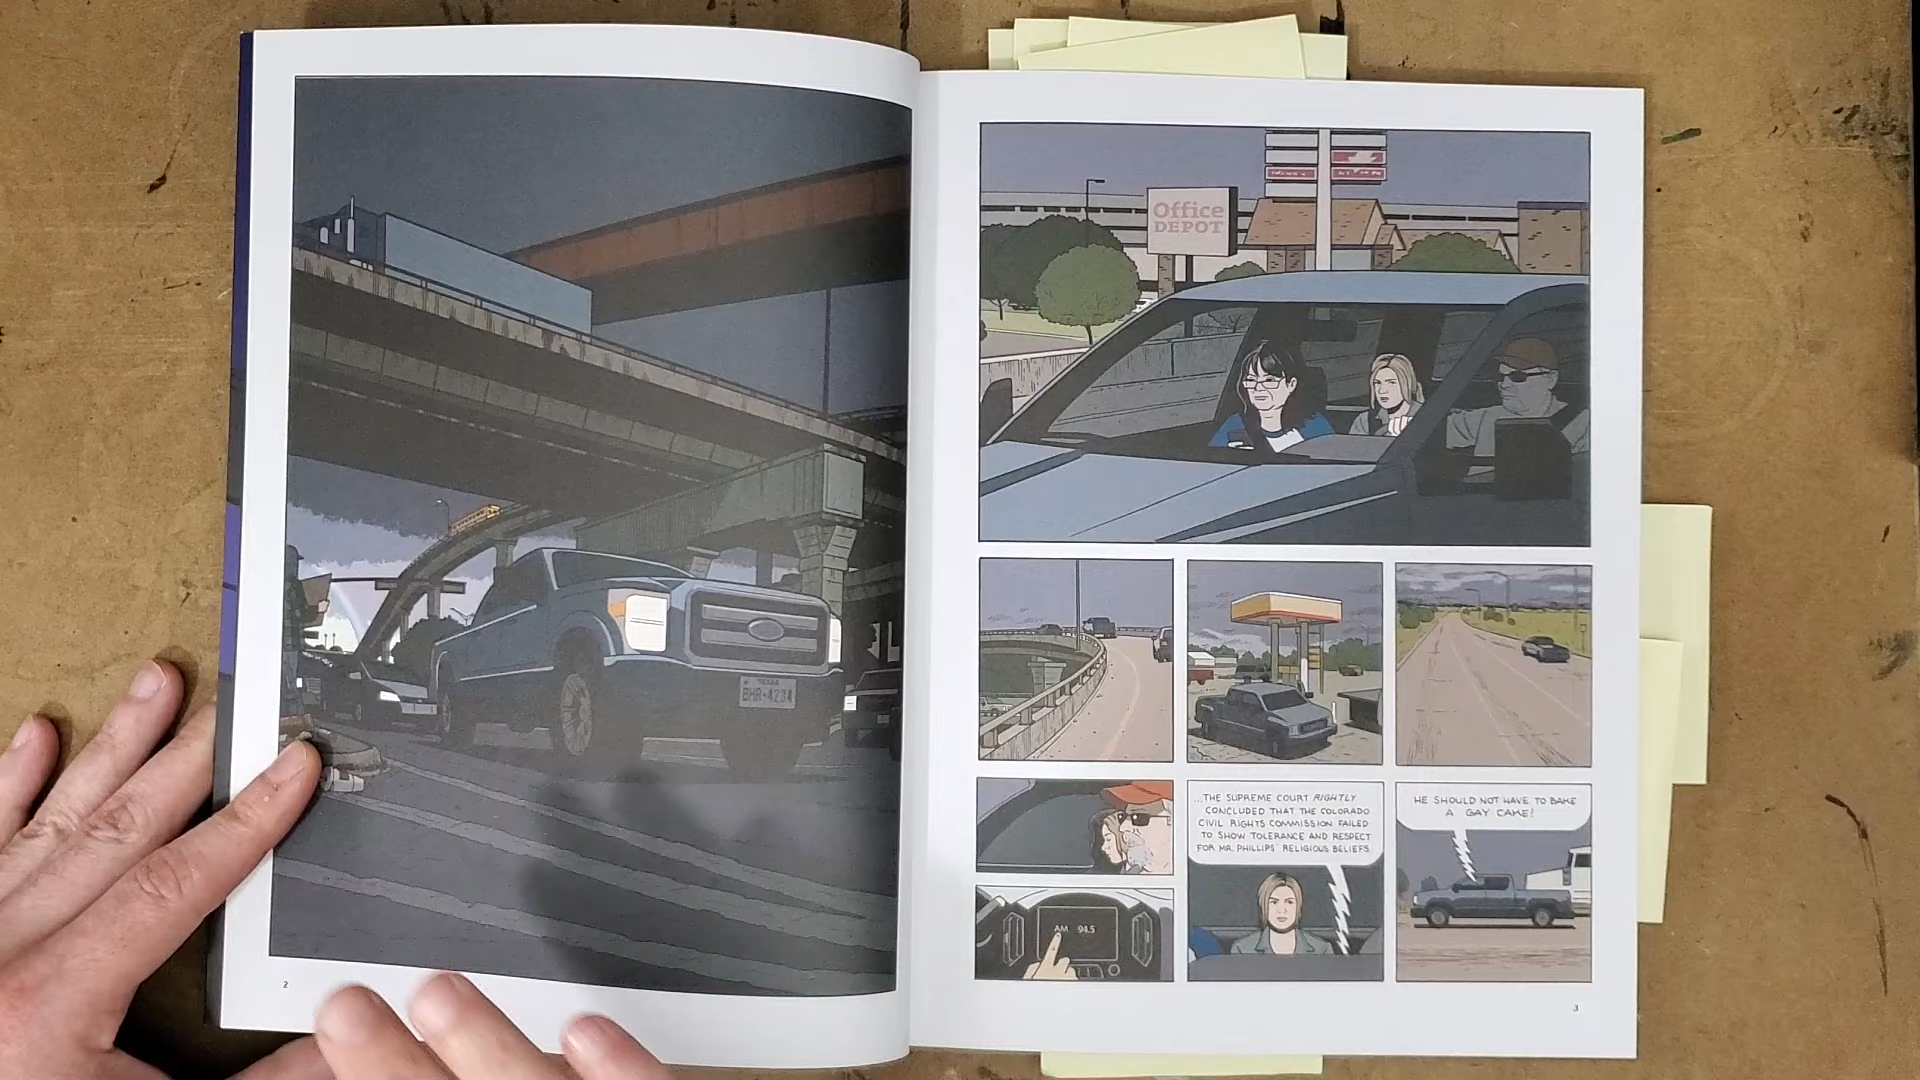 TEXAS
BHR-4234
2
Office
DEPOT
...THE SUPREME COURT RIGHTLY
CONCLUDED THAT THE COLORADO
CIVIL RIGHTS COMMISSION FAILED
TO SHOW TOLERANCE AND RESPECT
FOR MR. PHILLIPS' RELIGIOUS BELIEFS.
HE SHOULD NOT HAVE TO BAKE
A GAY CAKE!
AM 94.5
3